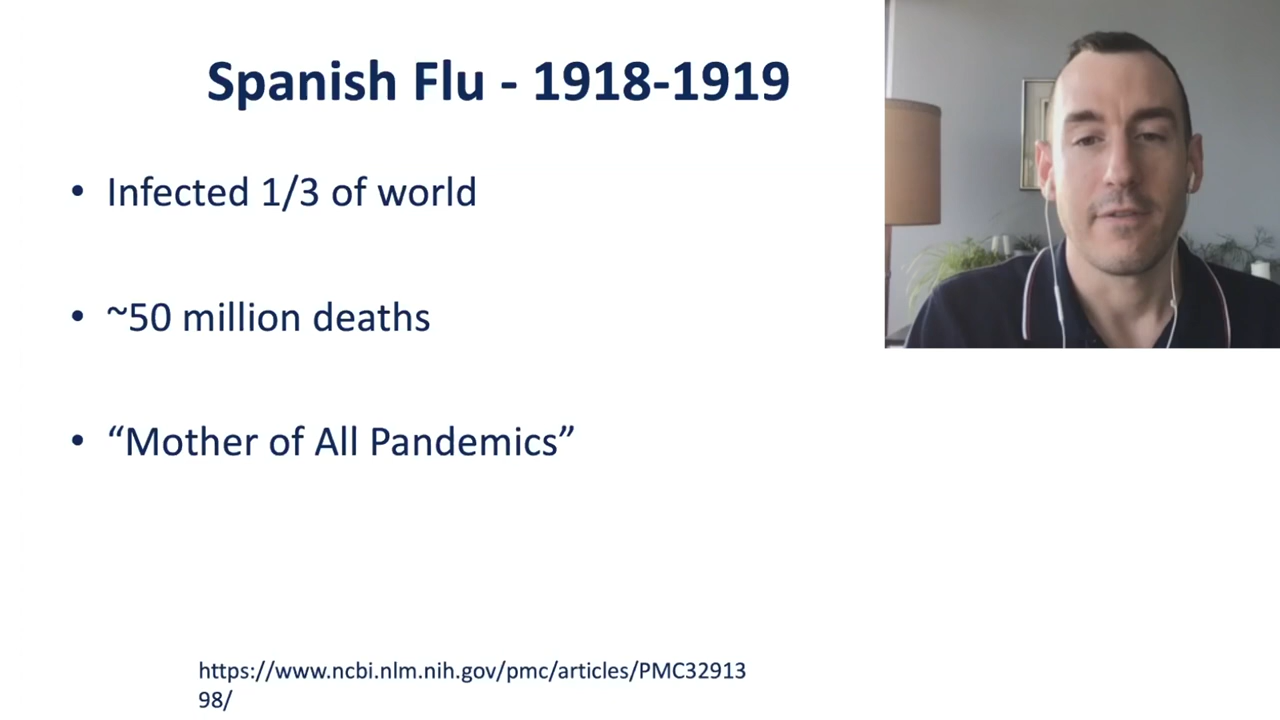 Spanish Flu - 1918-1919
• Infected 1/3 of world
• ~50 million deaths
• “Mother of All Pandemics”
https://www.ncbi.nlm.nih.gov/pmc/articles/PMC32913
98/